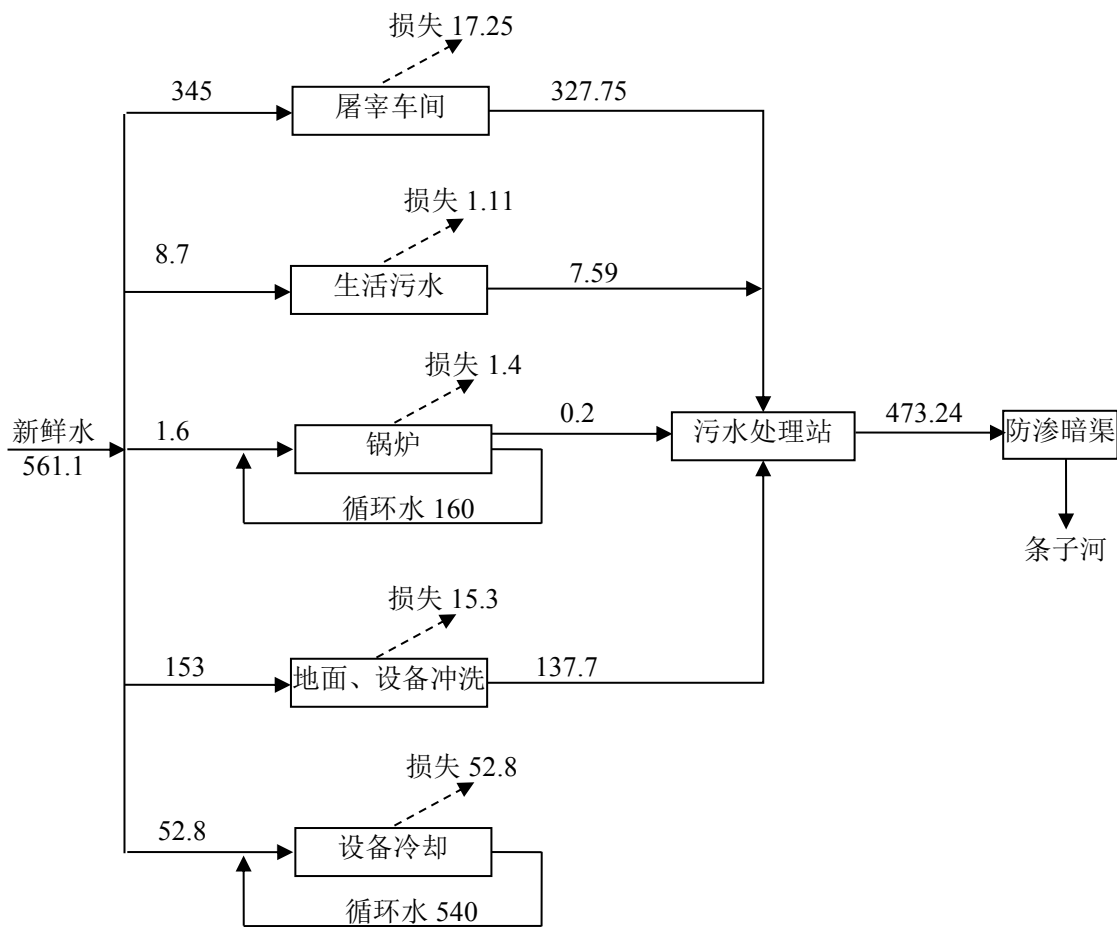 损失 17.25
345
屠宰车间
327.75
损失 1.11
8.7
生活污水
7.59
损失 1.4
新鲜水
561.1
1.6
锅炉
0.2
循环水 160
污水处理站
473.24
防渗暗渠
条子河
损失 15.3
153
地面、设备冲洗
137.7
损失 52.8
52.8
设备冷却
循环水 540